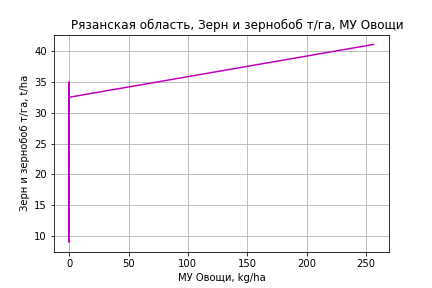 Рязанская область, Зерн и зернобоб т/га, МУ Овощи
40
35
30
25
20
15
10
Зерн и зернобоб т/га, t/ha
0 50 100 150 200 250
МУ Овощи, kg/ha